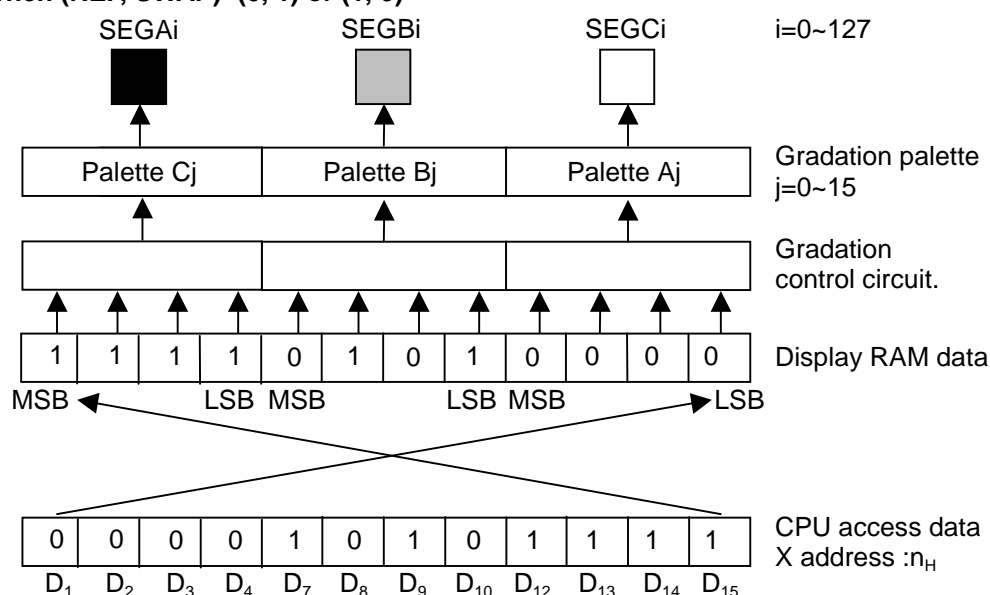 SEGAi SEGBi SEGCi i=0~127
Palette Cj Palette Bj Palette Aj Gradation palette
j=0~15
Gradation
control circuit.
1 1 1 1 0 1 0 1 0 0 0 0 Display RAM data
MSB LSB MSB LSB MSB LSB
0 0 0 0 1 0 1 0 1 1 1 1 CPU access data
X address :nH
D1 D2 D3 D4 D7 D8 D9 D10 D12 D13 D14 D15